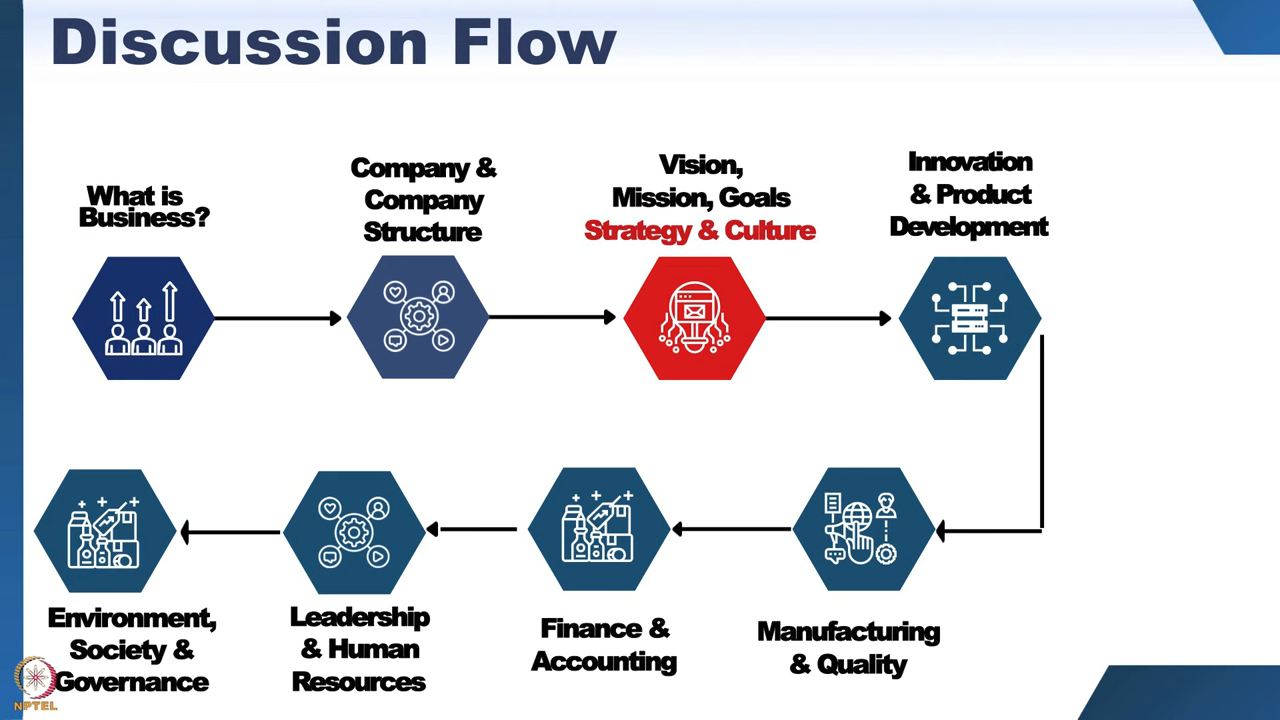 Discussion Flow
What is
Business?
Company &
Company
Structure
Vision,
Mission, Goals
Strategy & Culture
Innovation
& Product
Development
Environment,
Society &
Governance
Leadership
& Human
Resources
Finance &
Accounting
Manufacturing
& Quality
NPTEL